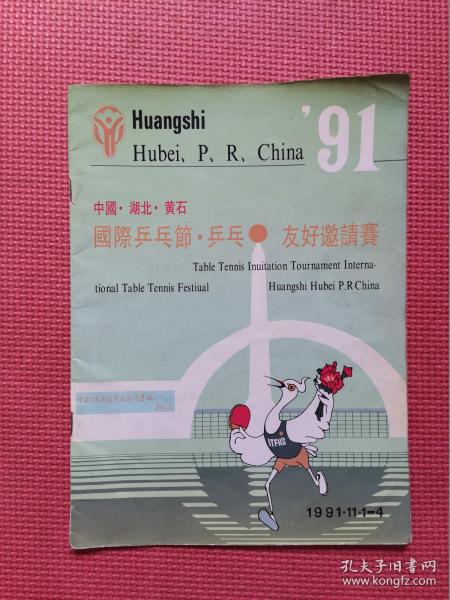 Huangshi
Hubei、P、R、China
'91
中國·湖北·黄石
國際乒乓節·乒乓 友好邀請賽
Table Tennis Inuitation Tournament Interna-
tional Table Tennis Festiual Huangshi Hubei P.R China
ITFHS
1991·11·1-4
孔夫子旧书网
www.kongfz.com